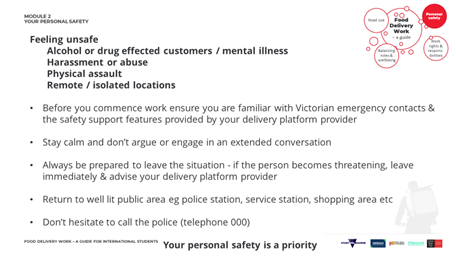 MODULE 2
YOUR PERSONAL SAFETY
Feeling unsafe
Alcohol or drug effected customers / mental illness
Harassment or abuse
Physical assault
Remote / isolated locations
Food
Delivery
Work
– a guide
Road use
Personal
safety
Balancing
roles &
wellbeing
rights &
responsi
bilities
• Before you commence work ensure you are familiar with Victorian emergency contacts &
the safety support features provided by your delivery platform provider
• Stay calm and don't argue or engage in an extended conversation
• Always be prepared to leave the situation - if the person becomes threatening, leave
immediately & advise your delivery platform provider
• Return to well lit public area eg police station, service station, shopping area etc
• Don't hesitate to call the police (telephone 000)
FOOD DELIVERY WORK – A GUIDE FOR INTERNATIONAL STUDENTS
Your personal safety is a priority